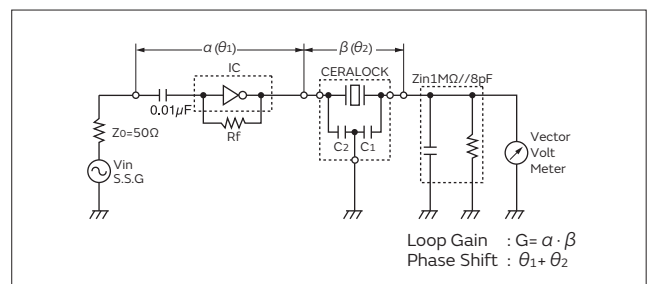 α (θ1)
β (θ2)
IC
CERALOCK
Zin1MΩ//8pF
0.01μF
Z0=50Ω
Rf
C2
C1
Vector
Volt
Meter
Vin
S.S.G
Loop Gain : G= α · β
Phase Shift : θ1+ θ2